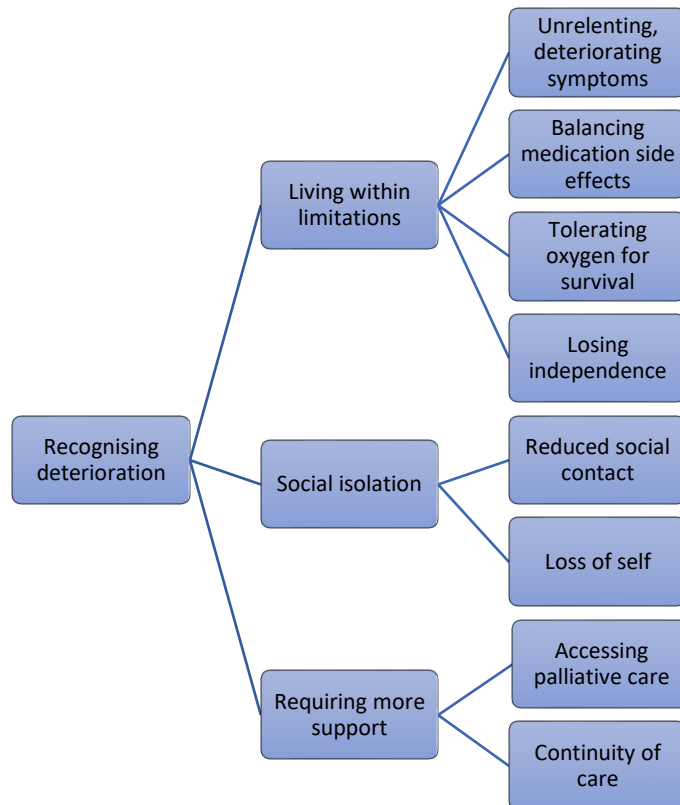 Recognising
deterioration
Living within
limitations
Unrelenting,
deteriorating
symptoms
Balancing
medication side
effects
Tolerating
oxygen for
survival
Losing
independence
Social isolation
Reduced social
contact
Loss of self
Requiring more
support
Accessing
palliative care
Continuity of
care